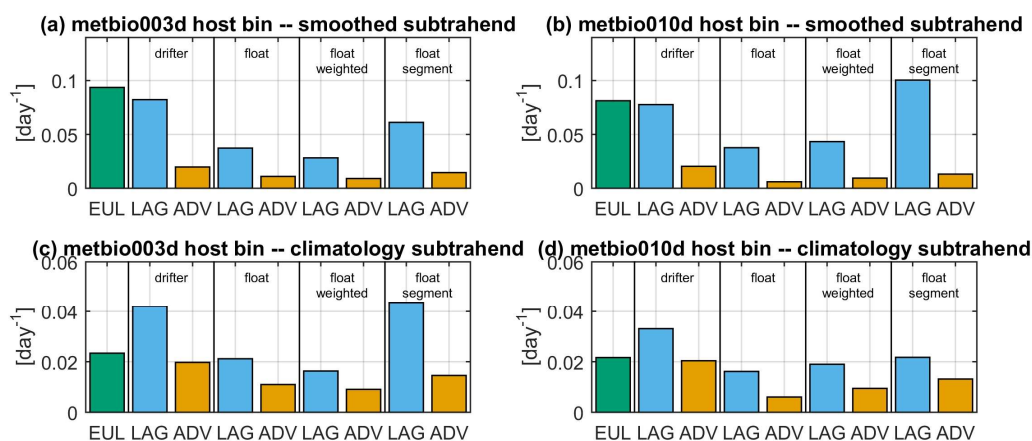 (a) metbio003d host bin -- smoothed subtrahend
drifter
float
float
weighted
float
segment
0.1
0.05
0
[day-1]
EUL LAG ADV LAG ADV LAG ADV LAG ADV
(b) metbio010d host bin -- smoothed subtrahend
drifter
float
float
weighted
float
segment
0.1
0.05
0
[day-1]
EUL LAG ADV LAG ADV LAG ADV LAG ADV
(c) metbio003d host bin -- climatology subtrahend
0.06
drifter
float
float
weighted
float
segment
0.04
0.02
0
[day-1]
EUL LAG ADV LAG ADV LAG ADV LAG ADV
(d) metbio010d host bin -- climatology subtrahend
0.06
drifter
float
float
weighted
float
segment
0.04
0.02
0
[day-1]
EUL LAG ADV LAG ADV LAG ADV LAG ADV